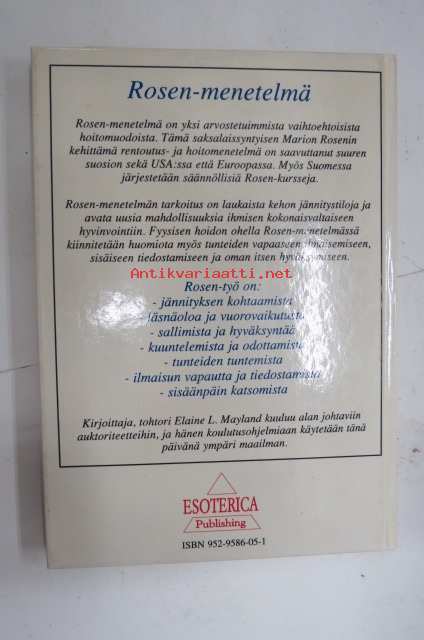 Rosen-menetelmä
Rosen-menetelmä on yksi arvostetuimmista vaihtoehtoisista
hoitomuodoista. Tämä saksalaissyntyisen Marion Rosenin
kehittämä rentoutus- ja hoitomenetelmä on saavuttanut suuren
suosion sekä USA:ssa että Euroopassa. Myös Suomessa
järjestetään säännöllisiä Rosen-kursseja.
Rosen-menetelmän tarkoitus on laukaista kehon jännitystiloja ja
avata uusia mahdollisuuksia ihmisen kokonaisvaltaiseen
hyvinvointiin. Fyysisen hoidon ohella Rosen-menetelmässä
kiinnitetään huomiota myös tunteiden vapaaseen ilmaisemiseen,
sisäiseen tiedostamiseen ja oman itsen hyväksymiseen.
Antikvariaatti.net
Rosen-työ on:
- jännityksen kohtaamista
- läsnäoloa ja vuorovaikutusta
- sallimista ja hyväksyntää
- kuuntelemista ja odottamista
- tunteiden tuntemista
- ilmaisun vapautta ja tiedostamista
- sisäänpäin katsomista
Kirjoittaja, tohtori Elaine L. Mayland kuuluu alan johtaviin
auktoriteetteihin, ja hänen koulutusohjelmiaan käytetään tänä
päivänä ympäri maailman.
ESOTERICA
Publishing
ISBN 952-9586-05-1